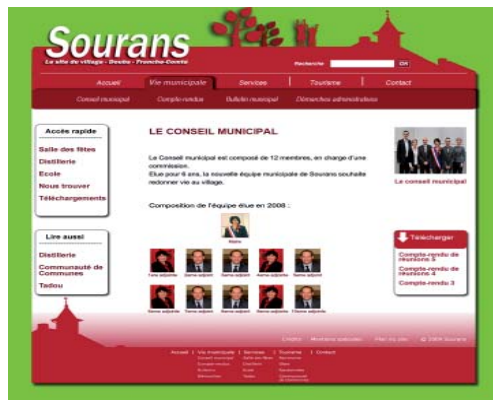 Sourans
Le site du village - Doubs - Franche-Comté
Recherche
OK
Accueil | Vie municipale | Services | Tourisme | Contact
Conseil municipal Compte-rendus Bulletin municipal Démarches administratives
Accès rapide
Salle des fêtes
Distillerie
Ecole
Nous trouver
Téléchargements
LE CONSEIL MUNICIPAL
Le Conseil municipal est composé de 12 membres, en charge d'une
commission.
Elue pour 6 ans, la nouvelle équipe municipale de Sourans souhaite
redonner vie au village.
Composition de l'équipe élue en 2008 :
Maire
Le conseil municipal
Lire aussi
Distillerie
Communauté de
Communes
Tadou
Télécharger
Compte-rendu de
réunions 5
Compte-rendu de
réunions 4
Compte-rendu 3
Mentions légales Plan du site © 2008 Sourans
Accueil | Vie municipale | Services | Tourisme | Contact